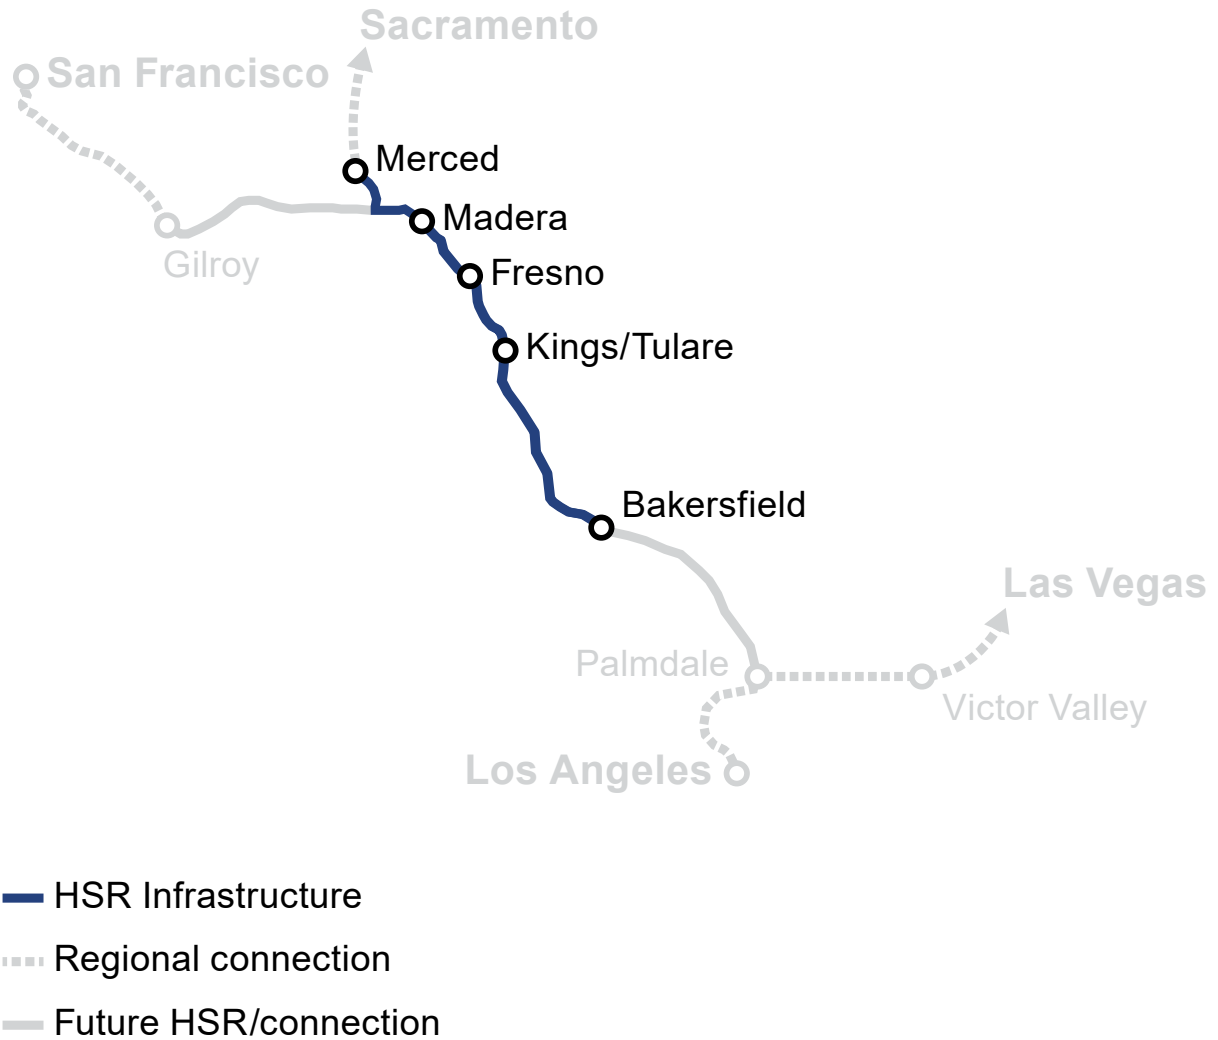 Sacramento
San Francisco
Merced
Madera
Gilroy
Fresno
Kings/Tulare
Bakersfield
Las Vegas
Palmdale
Victor Valley
Los Angeles
HSR Infrastructure
Regional connection
Future HSR/connection